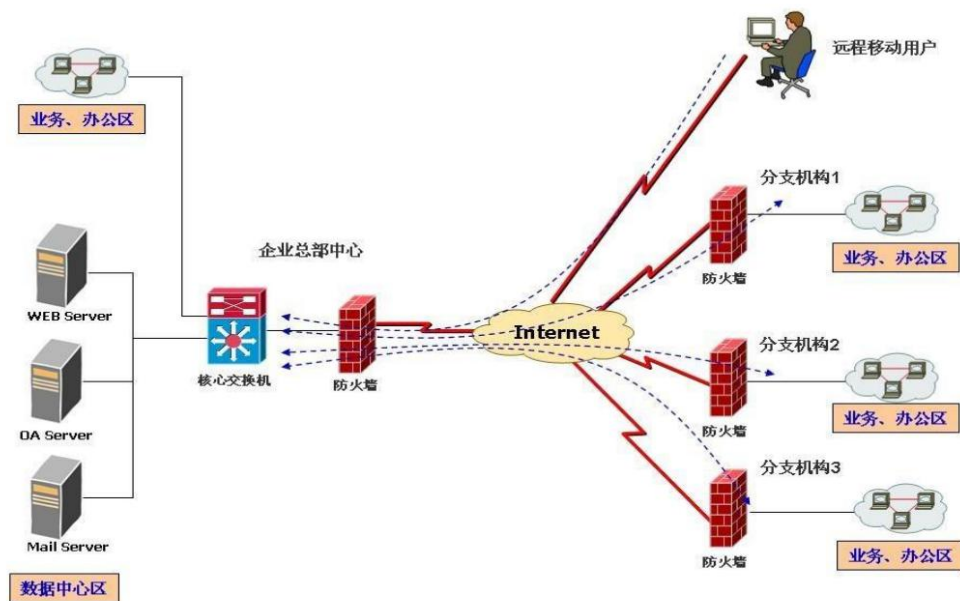 远程移动用户
业务、办公区
分支机构1
防火墙
业务、办公区
企业总部中心
WEB Server
核心交换机
防火墙
Internet
分支机构2
防火墙
业务、办公区
OA Server
分支机构3
防火墙
业务、办公区
Mail Server
数据中心区